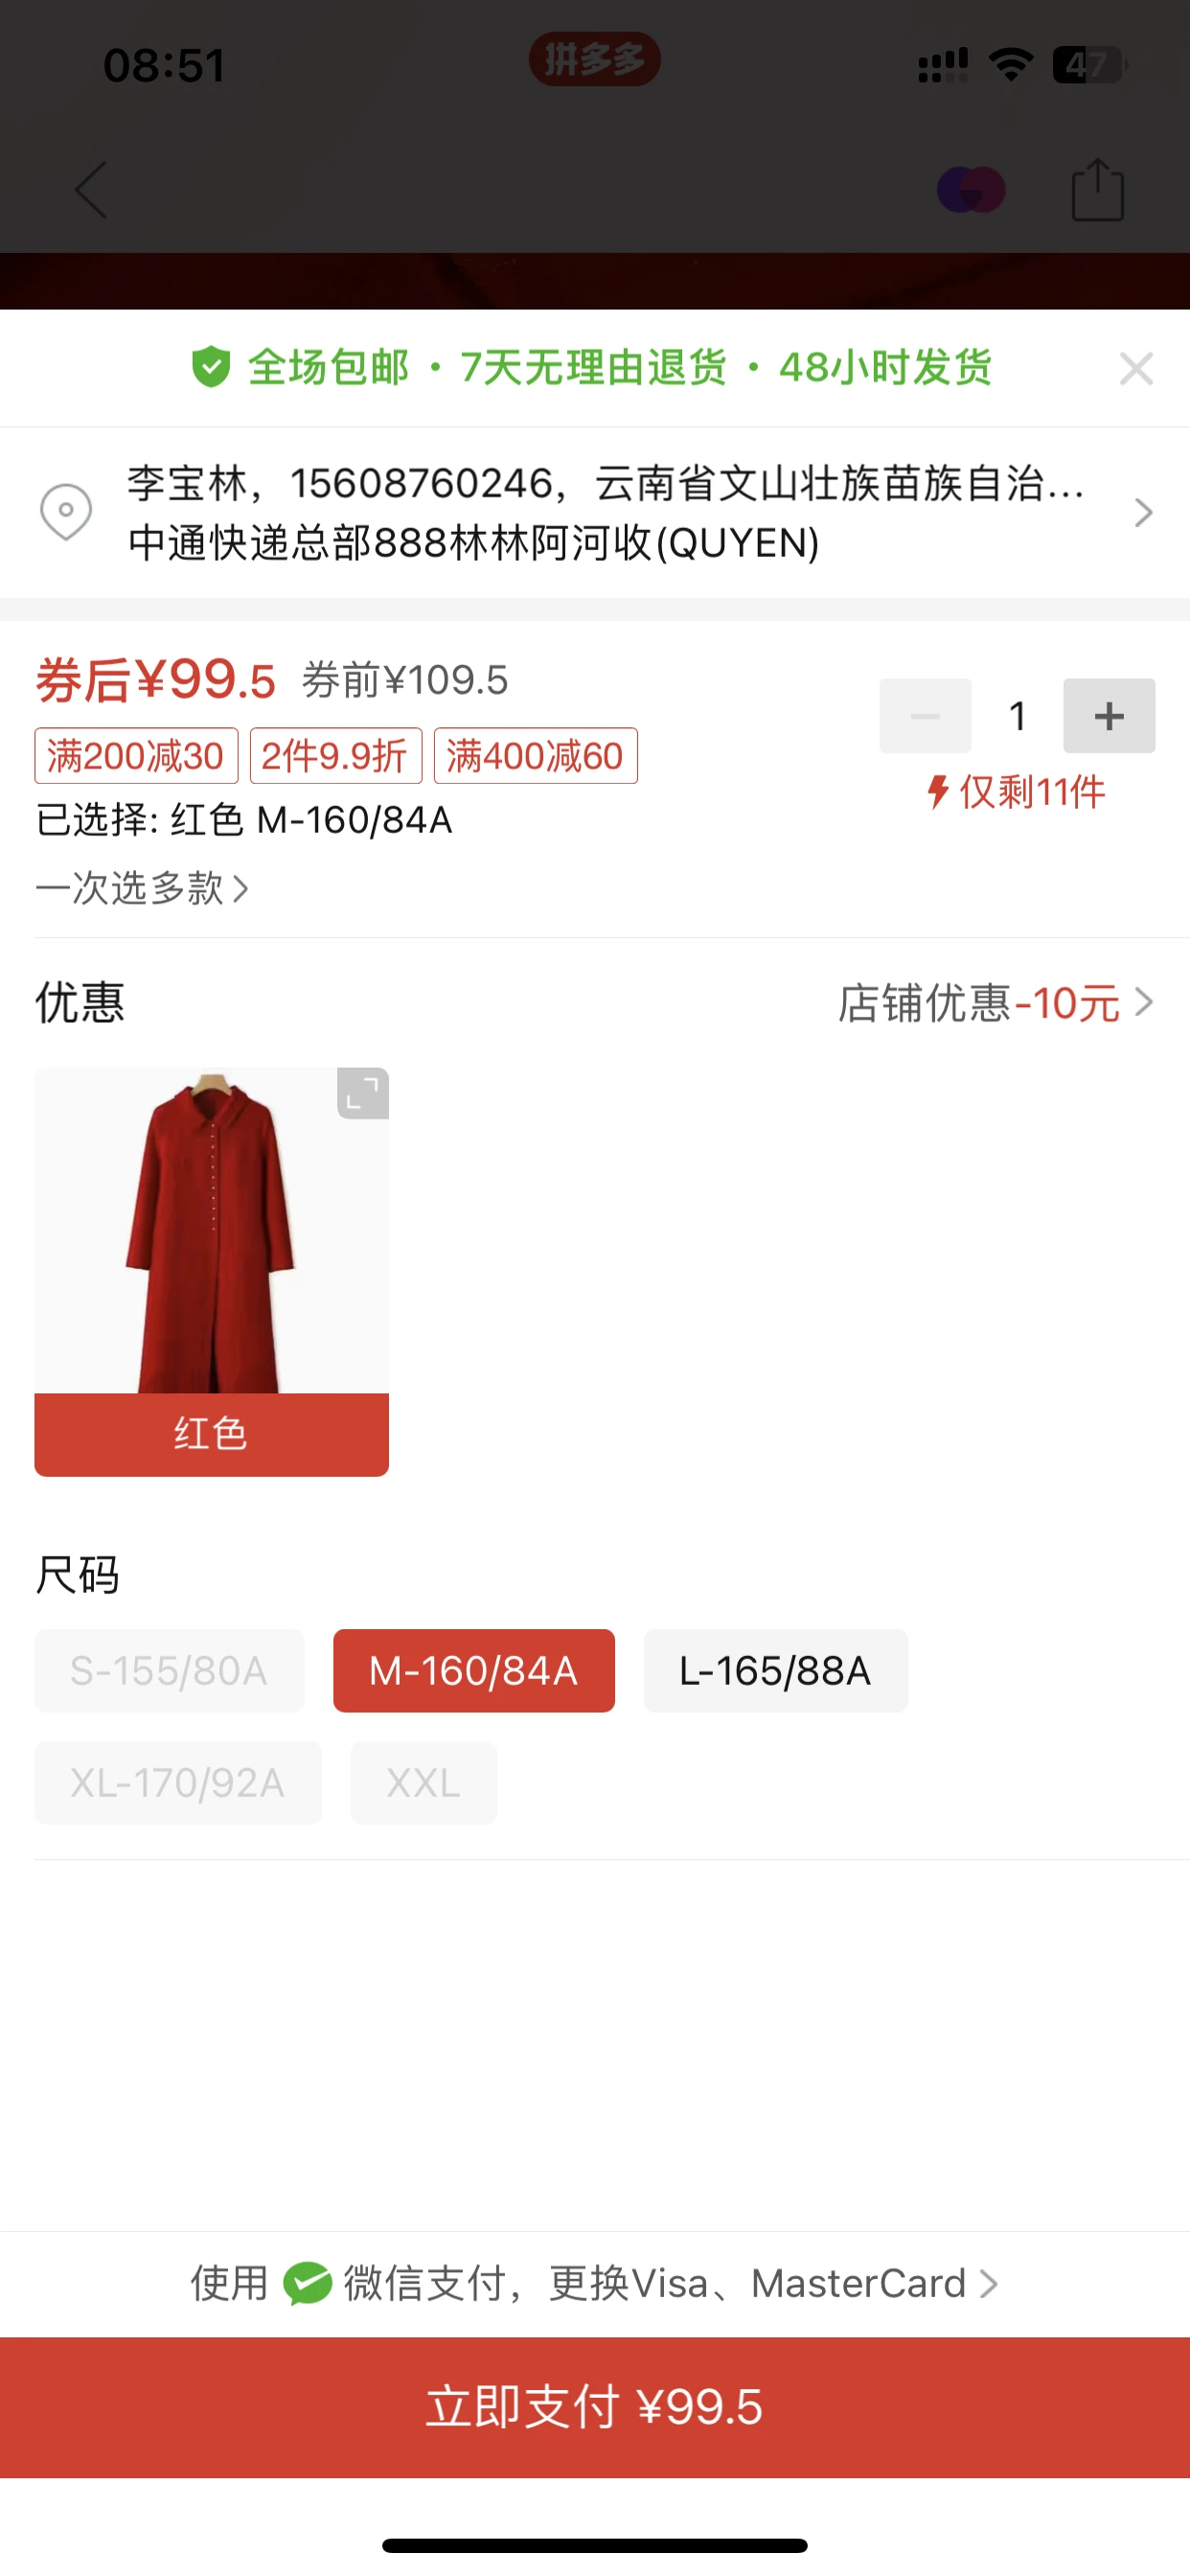 08:51
拼多多
47
全场包邮 · 7天无理由退货 · 48小时发货
李宝林，15608760246，云南省文山壮族苗族自治...
中通快递总部888林林阿河收(QUYEN)
券后¥99.5 券前¥109.5
1
满200减30 2件9.9折 满400减60
仅剩11件
已选择: 红色 M-160/84A
一次选多款
优惠 店铺优惠-10元
红色
尺码
S-155/80A M-160/84A L-165/88A
XL-170/92A XXL
使用 微信支付，更换Visa、MasterCard
立即支付 ¥99.5